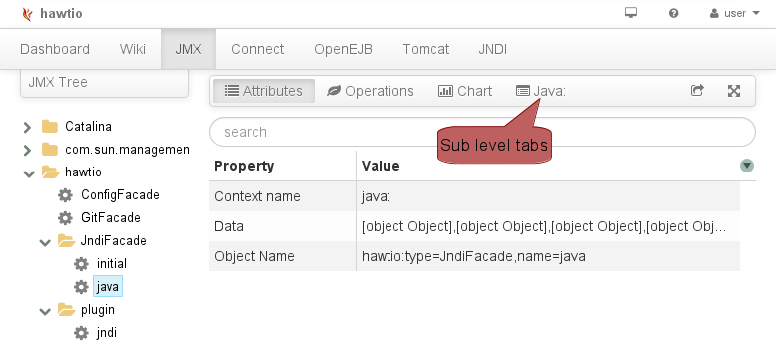 hawtio
user
Dashboard Wiki JMX Connect OpenEJB Tomcat JNDI
JMX Tree
Attributes Operations Chart Java:
search
Sub level tabs
Property Value
Context name java:
Data [object Object],[object Object],[object Object],[object Obj...
Object Name hawtio:type=JndiFacade,name=java
Catalina
com.sun.managemen
hawtio
ConfigFacade
GitFacade
JndiFacade
initial
java
plugin
jndi